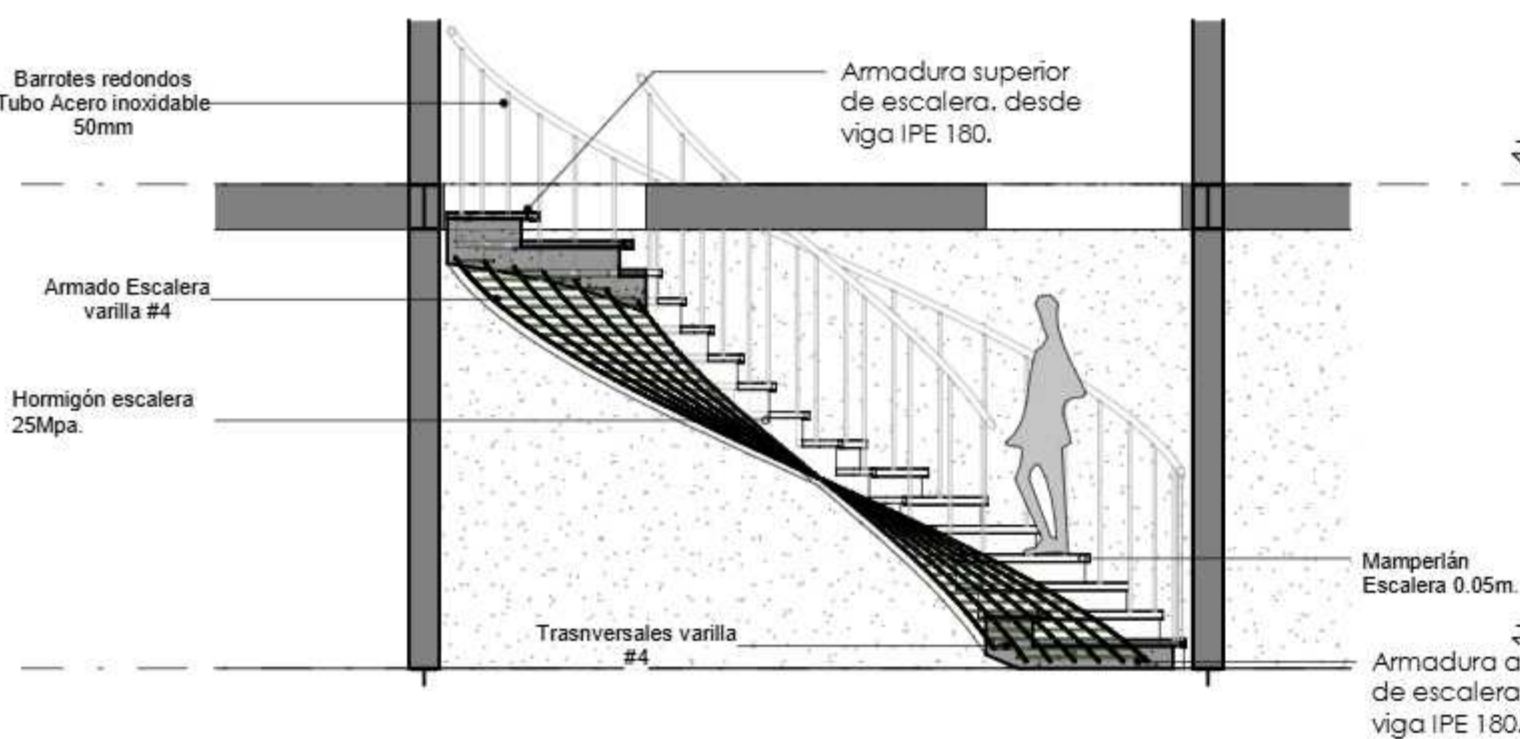 Barrotes redondos
Tubo Acero inoxidable
50mm
Armadura superior
de escalera. desde
viga IPE 180.
Armado Escalera
varilla #4
Hormigón escalera
25Mpa.
Mamperlán
Escalera 0.05m.
Trasnversales varilla
#4
Armadura
de escalera
viga IPE 180.